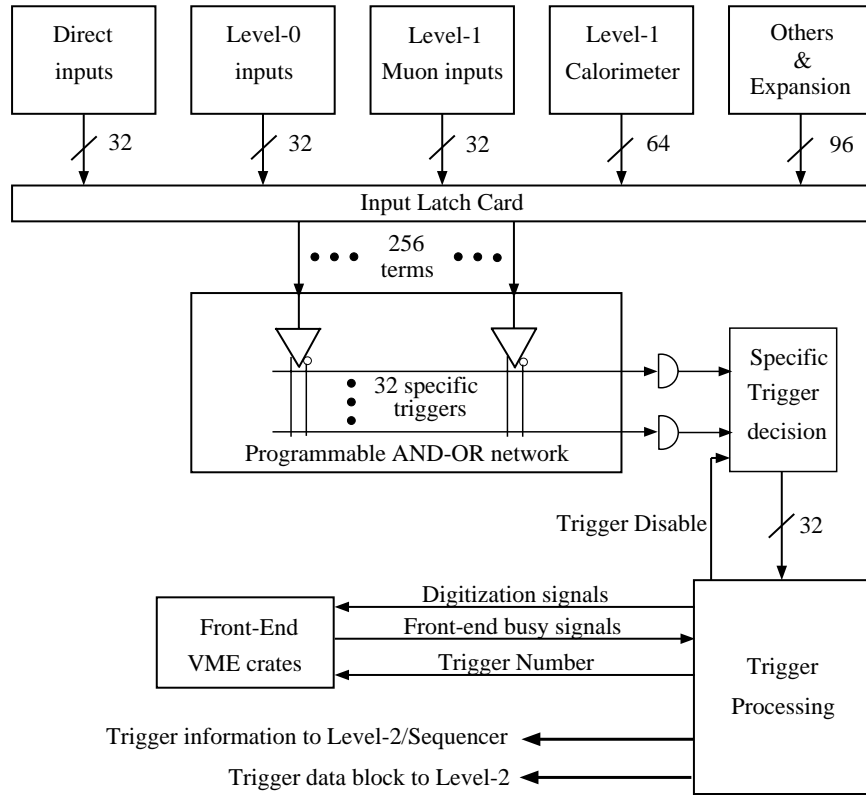 Direct
inputs
Level-0
inputs
Level-1
Muon inputs
Level-1
Calorimeter
Others
&
Expansion
32
32
32
64
96
Input Latch Card
256
terms
32 specific
triggers
Programmable AND-OR network
Specific
Trigger
decision
Trigger Disable
32
Digitization signals
Front-end busy signals
Trigger Number
Front-End
VME crates
Trigger
Processing
Trigger information to Level-2/Sequencer
Trigger data block to Level-2